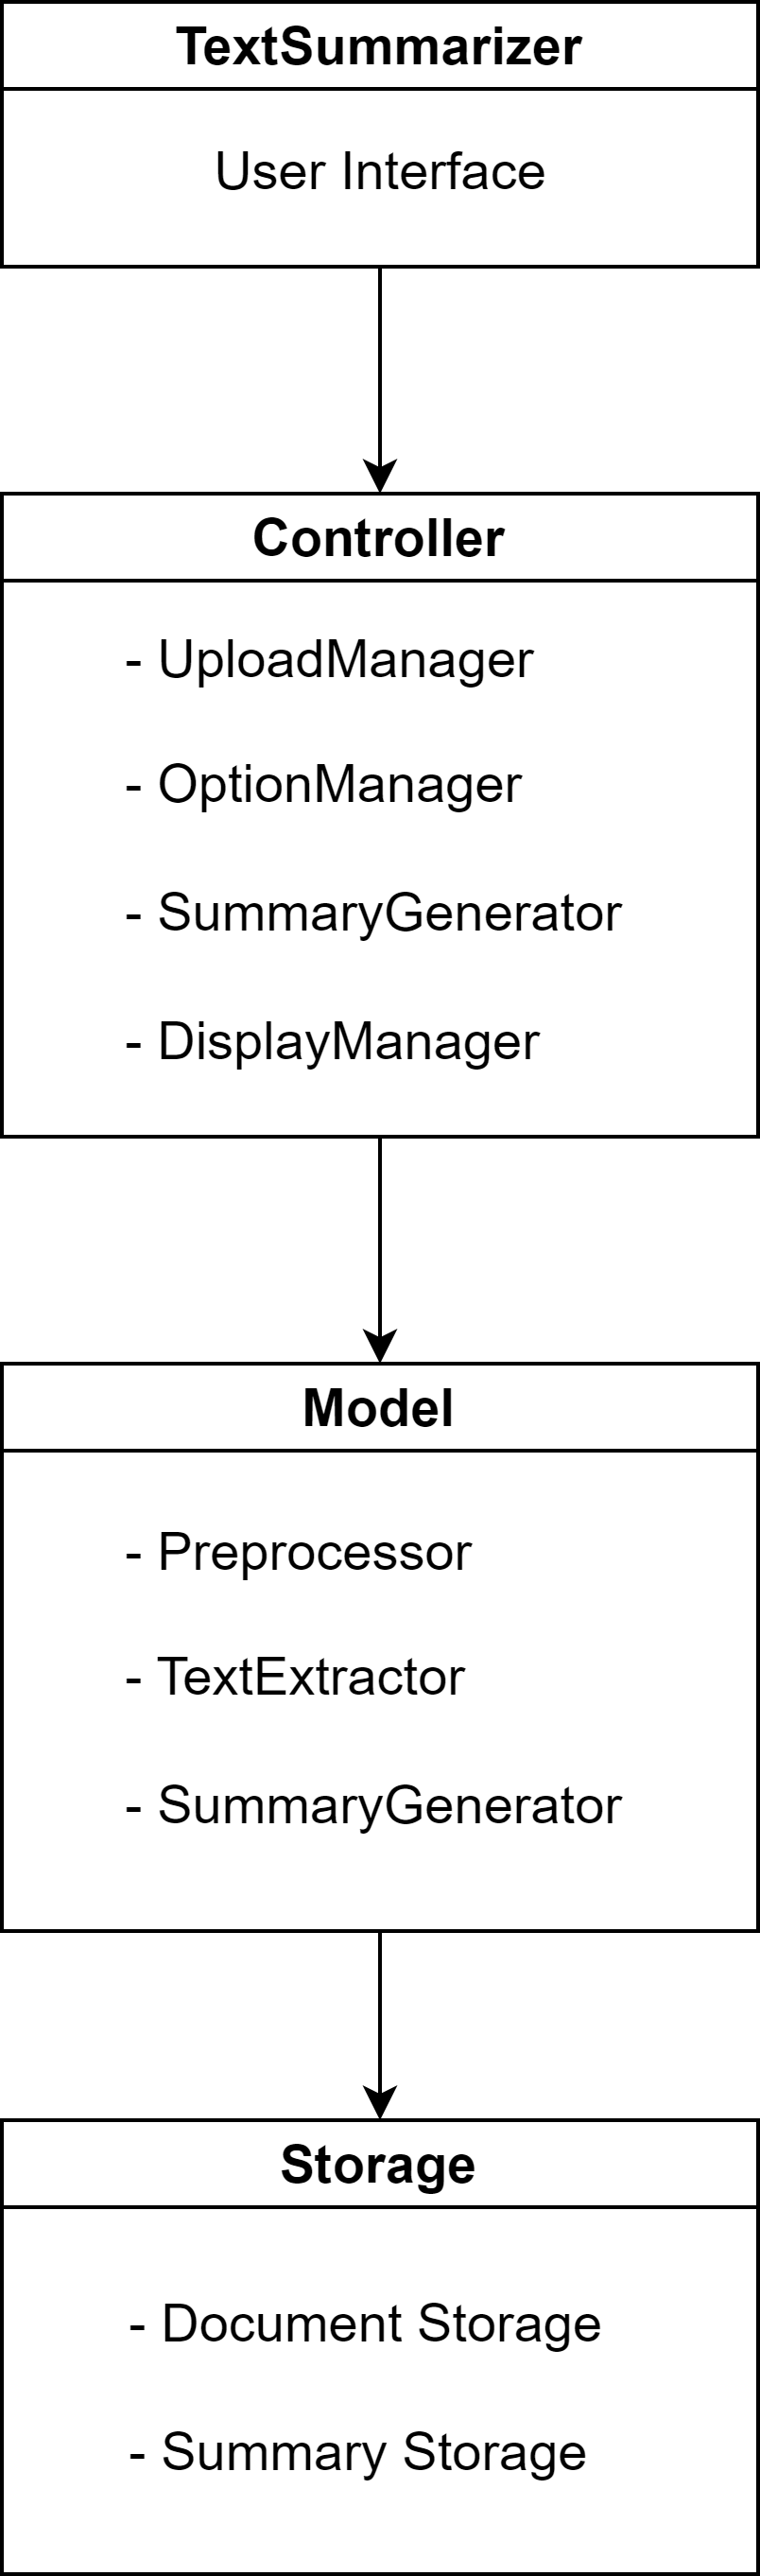 TextSummarizer
User Interface
Controller
- UploadManager
- OptionManager
- SummaryGenerator
- DisplayManager
Model
- Preprocessor
- TextExtractor
- SummaryGenerator
Storage
- Document Storage
- Summary Storage